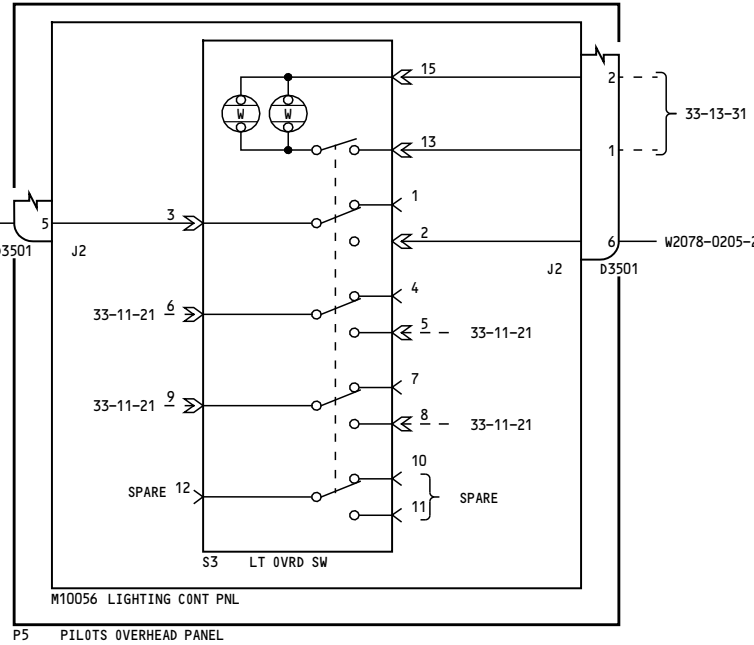 15
2
W W
33-13-31
13
1
1
3
5
2
6
W2078-0205-2
D3501
J2
J2
D3501
4
33-11-21 6
5 33-11-21
7
33-11-21 9
8 33-11-21
10
SPARE 12
11 SPARE
S3 LT OVRD SW
M10056 LIGHTING CONT PNL
P5 PILOTS OVERHEAD PANEL